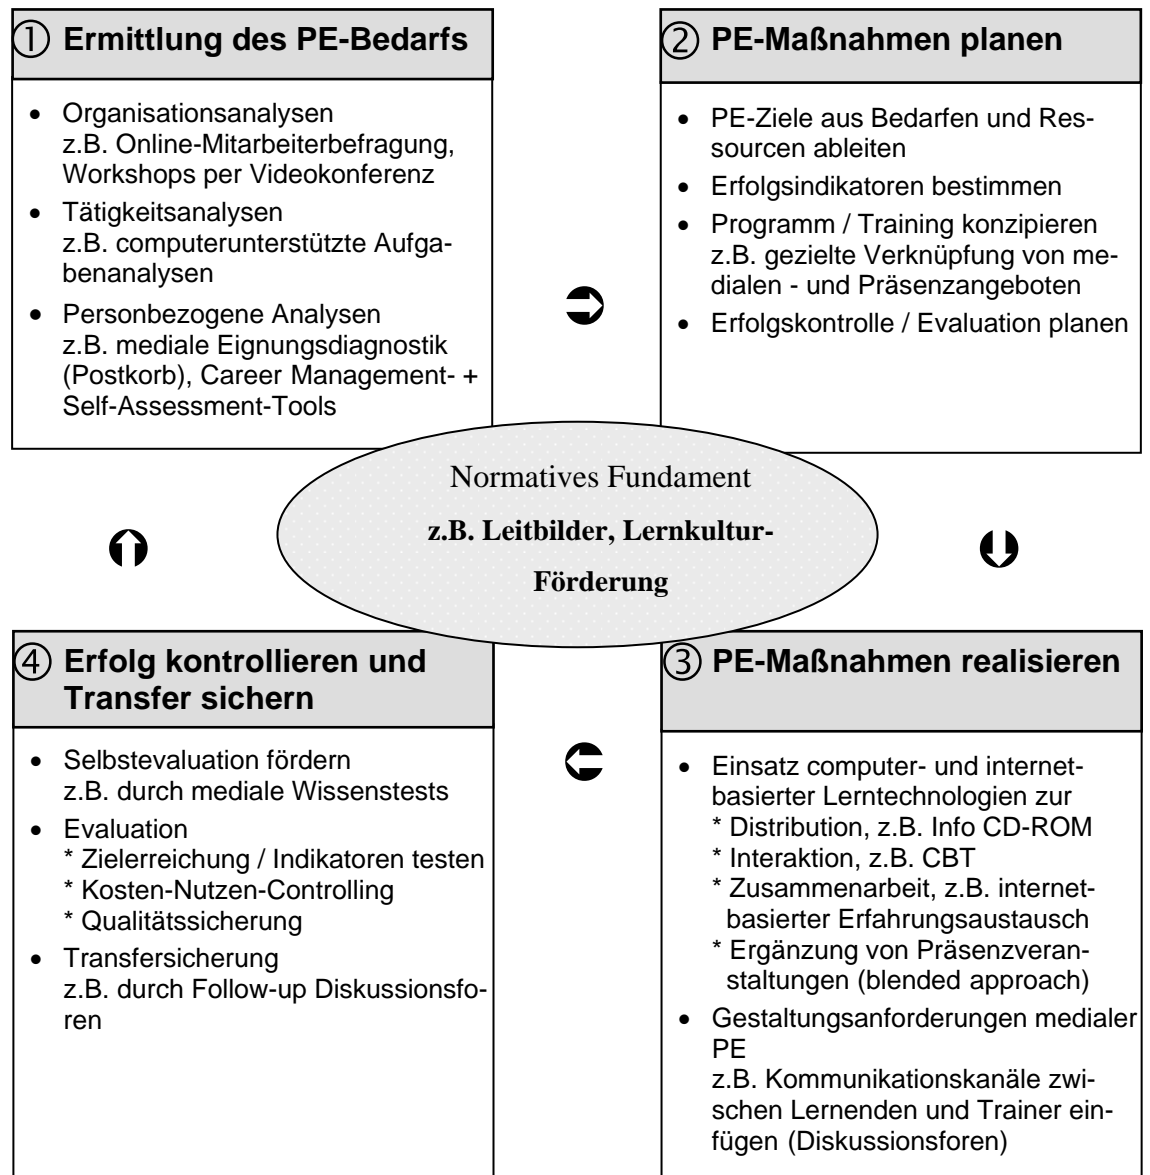 ① Ermittlung des PE-Bedarfs
• Organisationsanalysen
z.B. Online-Mitarbeiterbefragung,
Workshops per Videokonferenz
• Tätigkeitsanalysen
z.B. computerunterstützte Aufga-
benanalysen
• Personbezogene Analysen
z.B. mediale Eignungsdiagnostik
(Postkorb), Career Management- +
Self-Assessment-Tools
② PE-Maßnahmen planen
• PE-Ziele aus Bedarfen und Res-
sourcen ableiten
• Erfolgsindikatoren bestimmen
• Programm / Training konzipieren
z.B. gezielte Verknüpfung von me-
dialen - und Präsenzangeboten
• Erfolgskontrolle / Evaluation planen
Normatives Fundament
z.B. Leitbilder, Lernkultur-
Förderung
④ Erfolg kontrollieren und
Transfer sichern
• Selbstevaluation fördern
z.B. durch mediale Wissenstests
• Evaluation
* Zielerreichung / Indikatoren testen
* Kosten-Nutzen-Controlling
* Qualitätssicherung
• Transfersicherung
z.B. durch Follow-up Diskussionsfo-
ren
③ PE-Maßnahmen realisieren
• Einsatz computer- und internet-
basierter Lerntechnologien zur
* Distribution, z.B. Info CD-ROM
* Interaktion, z.B. CBT
* Zusammenarbeit, z.B. internet-
basierter Erfahrungsaustausch
* Ergänzung von Präsenzveran-
staltungen (blended approach)
• Gestaltungsanforderungen medialer
PE
z.B. Kommunikationskanäle zwi-
schen Lernenden und Trainer ein-
fügen (Diskussionsforen)